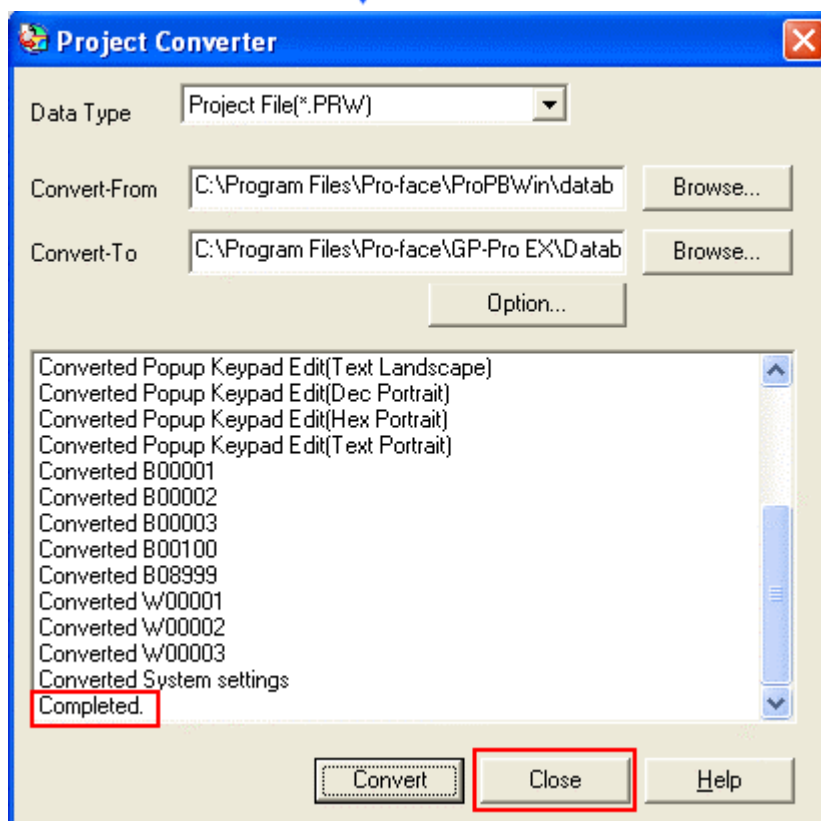 Project Converter
Data Type
Project File(*.PRW)
Convert-From
C:\Program Files\Pro-face\ProPBWin\datab
Browse...
Convert-To
C:\Program Files\Pro-face\GP-Pro EX\Datab
Browse...
Option...
Converted Popup Keypad Edit(Text Landscape)
Converted Popup Keypad Edit(Dec Portrait)
Converted Popup Keypad Edit(Hex Portrait)
Converted Popup Keypad Edit(Text Portrait)
Converted B00001
Converted B00002
Converted B00003
Converted B00100
Converted B08999
Converted W00001
Converted W00002
Converted W00003
Converted System settings
Completed.
Convert
Close
Help